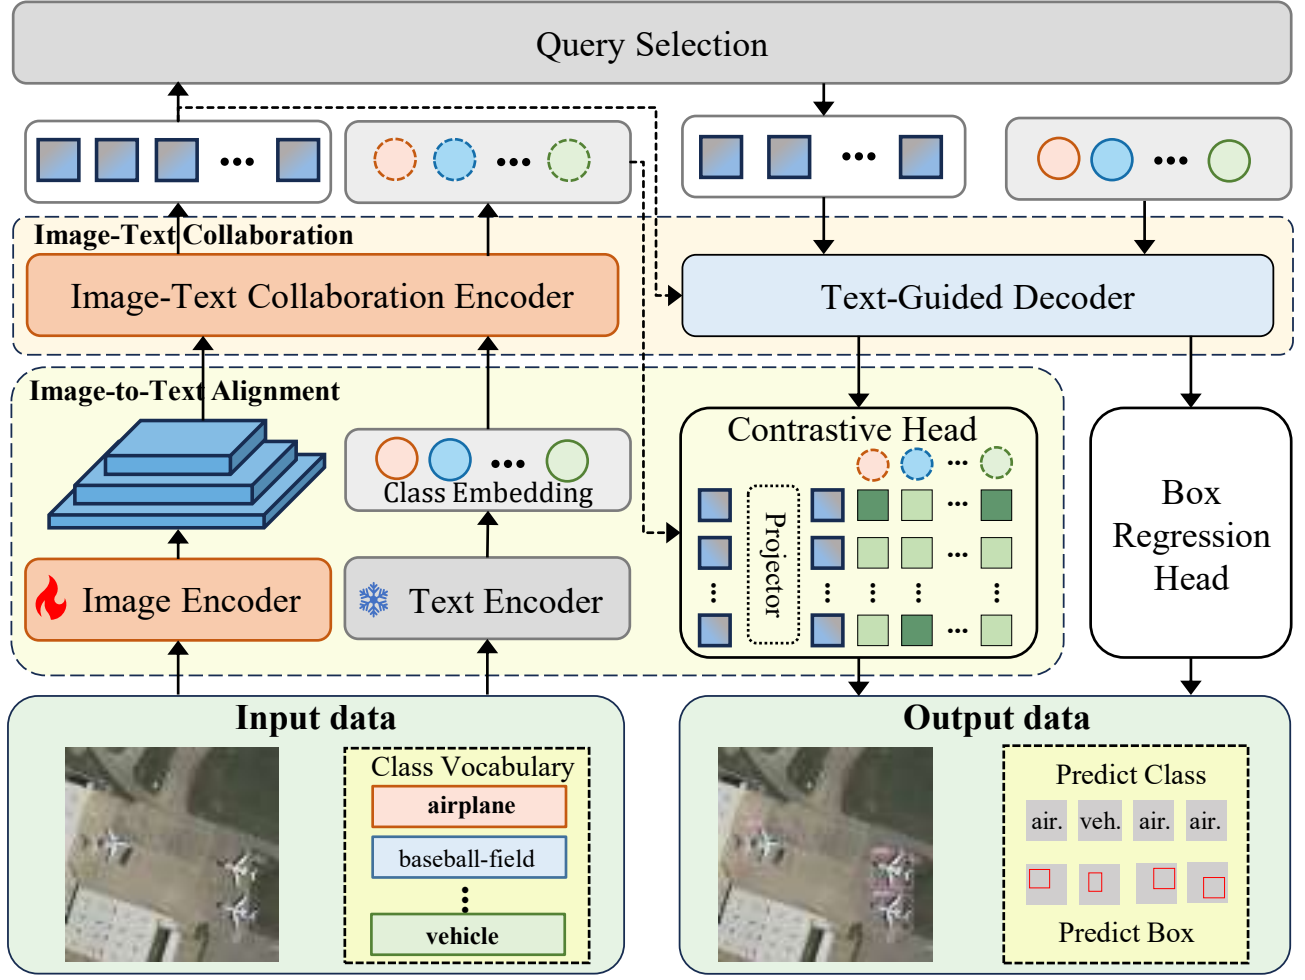 Query Selection
Image-Text Collaboration
Image-Text Collaboration Encoder
Text-Guided Decoder
Image-to-Text Alignment
Class Embedding
Image Encoder
Text Encoder
Contrastive Head
Projector
Box
Regression
Head
Input data
Class Vocabulary
airplane
baseball-field
vehicle
Output data
Predict Class
air. veh. air. air.
Predict Box